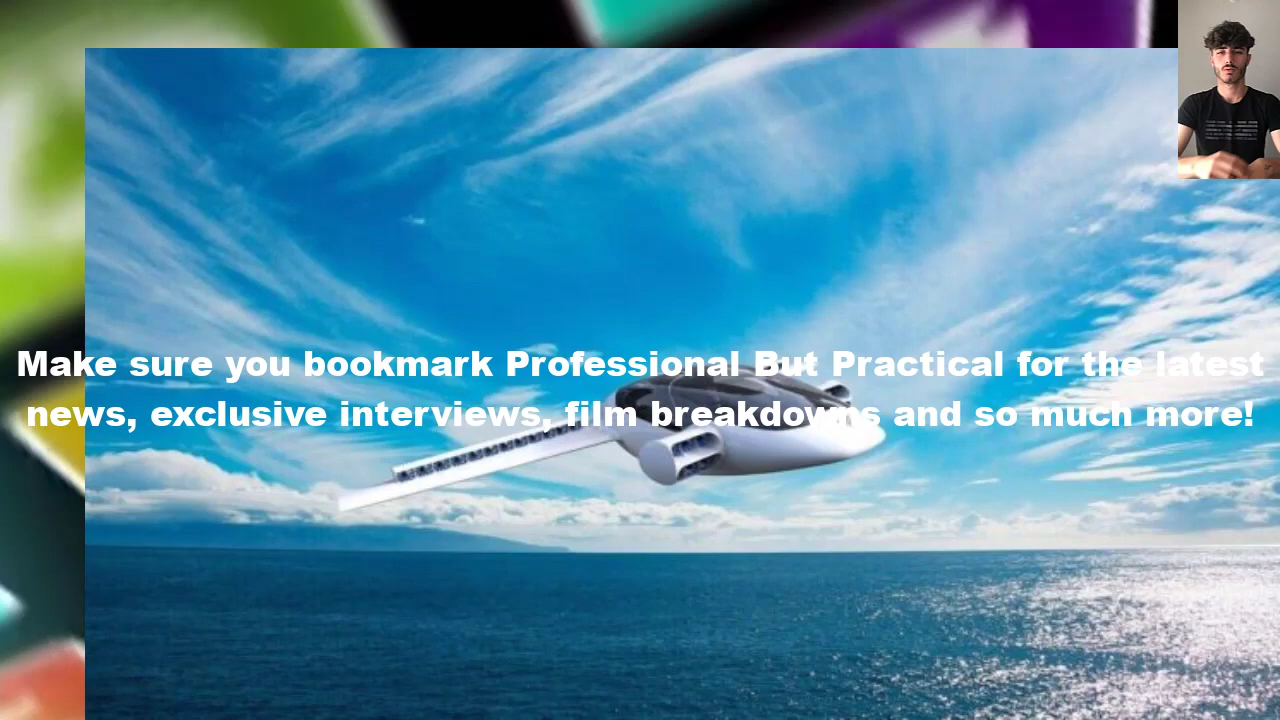 Make sure you bookmark Professional But Practical for the latest
news, exclusive interviews, film breakdowns and so much more!